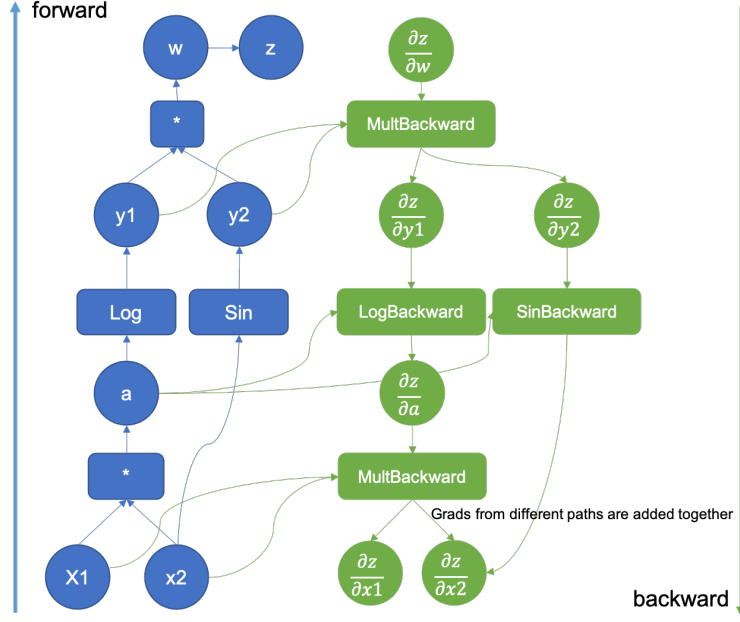 forward
w
z
∂z
∂w
*
MultBackward
y1
y2
∂z
∂y1
∂z
∂y2
Log
Sin
LogBackward
SinBackward
a
∂z
∂a
*
MultBackward
Grads from different paths are added together
X1
x2
∂z
∂x1
∂z
∂x2
backward